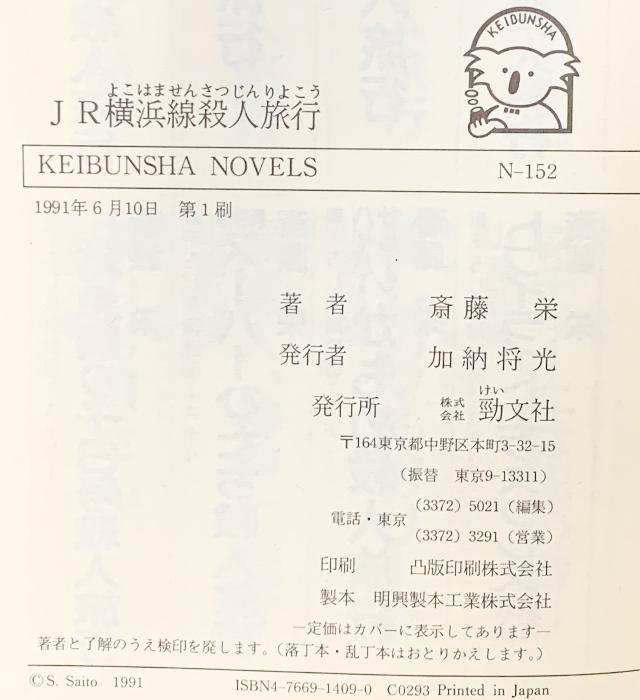 KEIBUNSHA
よこはませんさつじんりよこう
JR横浜線殺人旅行
KEIBUNSHA NOVELS N-152
1991年6月10日 第1刷
著者 斎藤 栄
発行者 加納将光
けい
発行所 株式会社 勁文社
〒164東京都中野区本町3-32-15
(振替 東京9-13311)
電話・東京 (3372) 5021 (編集)
(3372) 3291 (営業)
印刷 凸版印刷株式会社
製本 明興製本工業株式会社
—定価はカバーに表示してあります—
著者と了解のうえ検印を廃します。(落丁本・乱丁本はおとりかえします。)
©S. Saito 1991 ISBN4-7669-1409-0 C0293 Printed in Japan